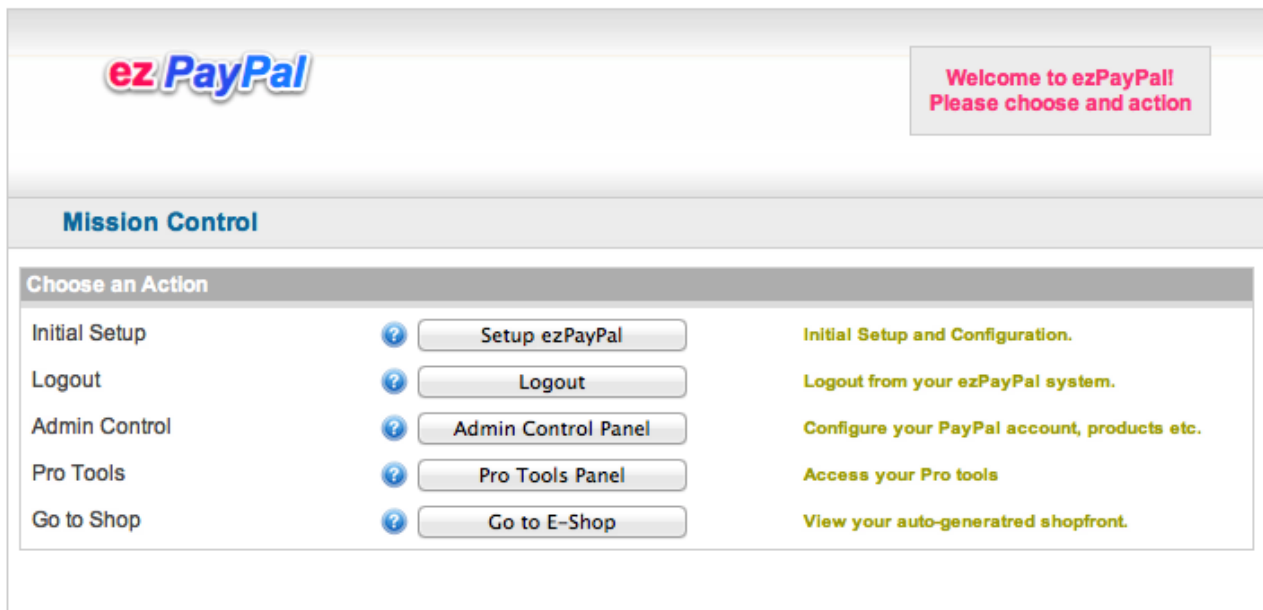 ez PayPal
Welcome to ezPayPal!
Please choose and action
Mission Control
Choose an Action
Initial Setup ? Setup ezPayPal Initial Setup and Configuration.
Logout ? Logout Logout from your ezPayPal system.
Admin Control ? Admin Control Panel Configure your PayPal account, products etc.
Pro Tools ? Pro Tools Panel Access your Pro tools
Go to Shop ? Go to E-Shop View your auto-generatred shopfront.